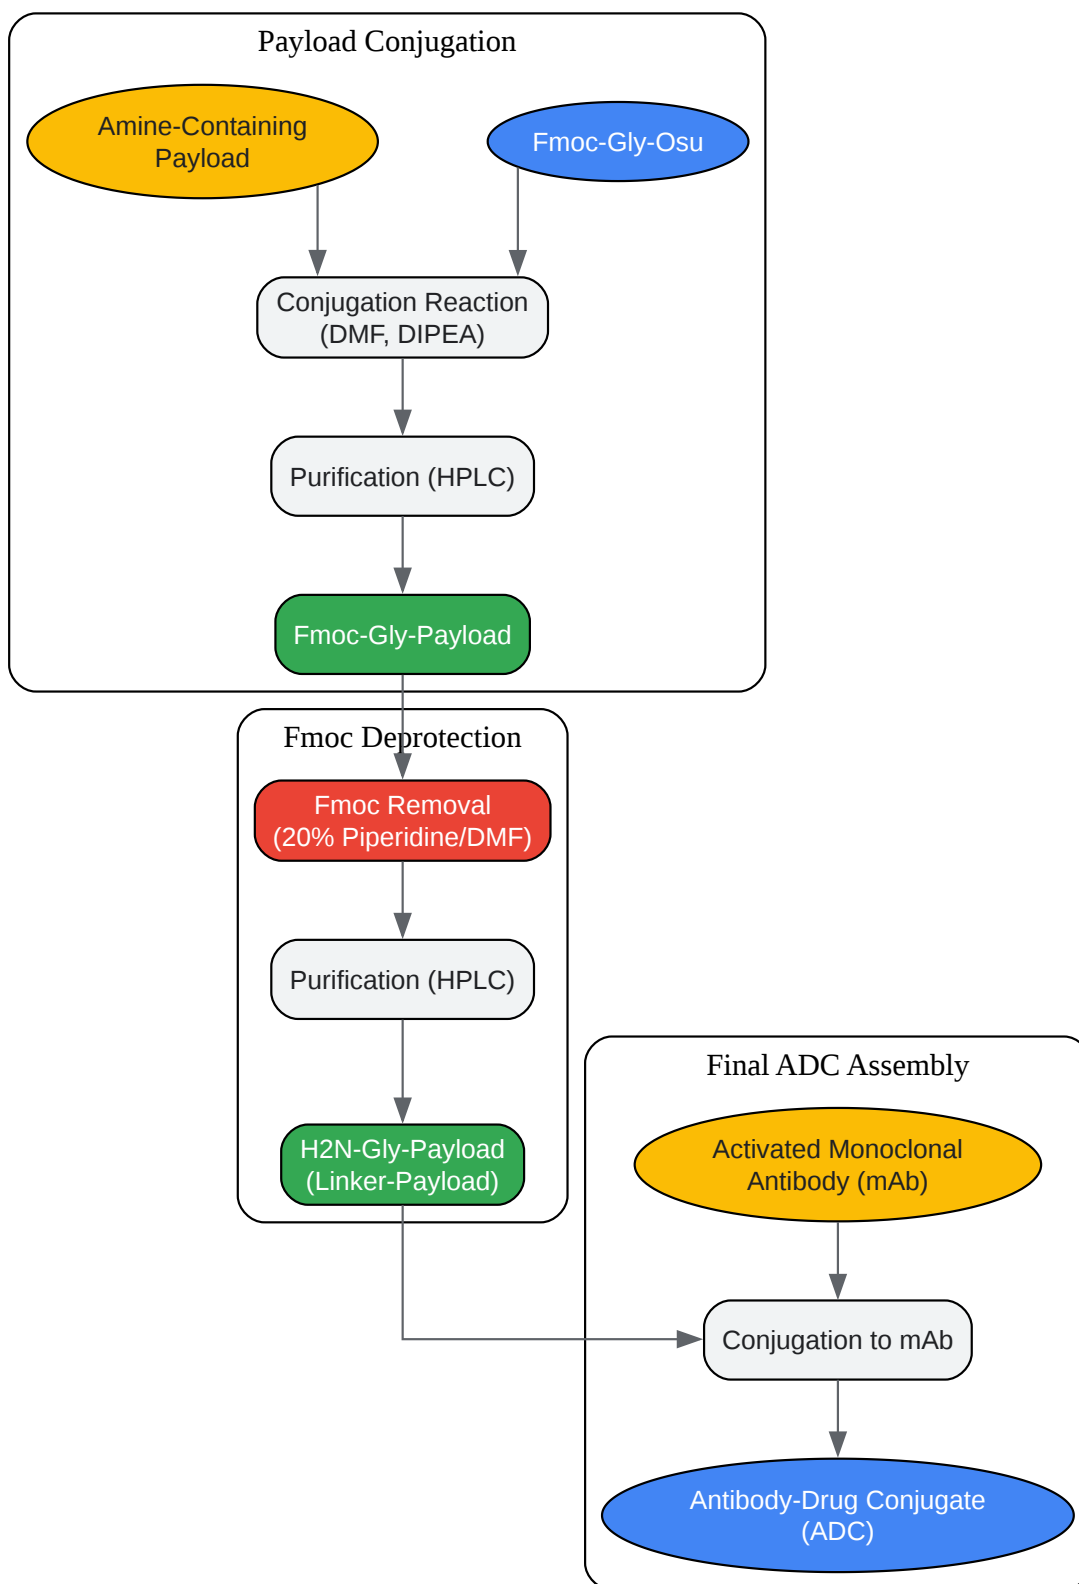 Payload Conjugation
Amine-Containing
Payload
Fmoc-Gly-Osu
Conjugation Reaction
(DMF, DIPEA)
Purification (HPLC)
Fmoc-Gly-Payload
Fmoc Deprotection
Fmoc Removal
(20% Piperidine/DMF)
Purification (HPLC)
H2N-Gly-Payload
(Linker-Payload)
Final ADC Assembly
Activated Monoclonal
Antibody (mAb)
Conjugation to mAb
Antibody-Drug Conjugate
(ADC)